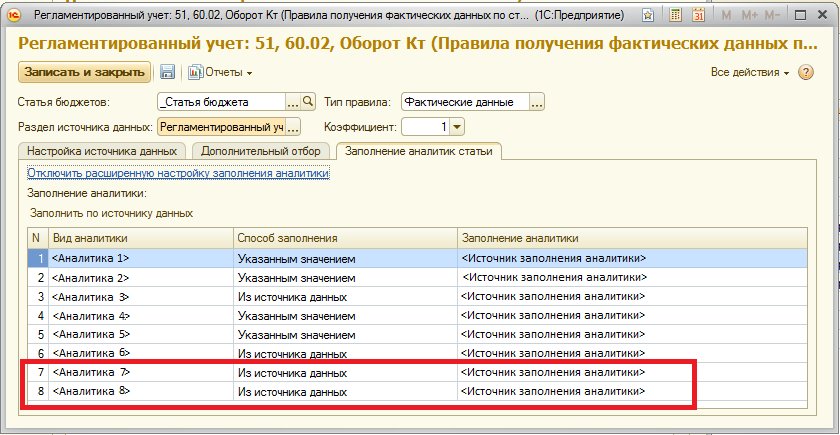 Регламентированный учет: 51, 60.02, Оборот Кт (Правила получения фактических данных по ст... (1С:Предприятие)
M M+ M-
Регламентированный учет: 51, 60.02, Оборот Кт (Правила получения фактических данных п...
Записать и закрыть Отчеты Все действия
Статья бюджетов: _Статья бюджета ... Тип правила: Фактические данные ...
Раздел источника данных: Регламентированный уч ... Коэффициент: 1
Настройка источника данных Дополнительный отбор Заполнение аналитик статьи
Отключить расширенную настройку заполнения аналитики
Заполнение аналитики:
Заполнить по источнику данных
N Вид аналитики Способ заполнения Заполнение аналитики
1 <Аналитика 1> Указанным значением <Источник заполнения аналитики>
2 <Аналитика 2> Указанным значением <Источник заполнения аналитики>
3 <Аналитика 3> Из источника данных <Источник заполнения аналитики>
4 <Аналитика 4> Указанным значением <Источник заполнения аналитики>
5 <Аналитика 5> Указанным значением <Источник заполнения аналитики>
6 <Аналитика 6> Из источника данных <Источник заполнения аналитики>
7 <Аналитика 7> Из источника данных <Источник заполнения аналитики>
8 <Аналитика 8> Из источника данных <Источник заполнения аналитики>